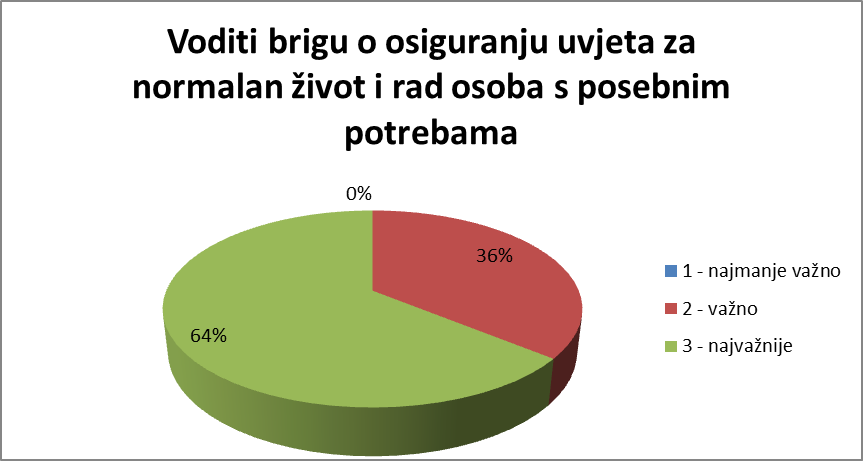 Voditi brigu o osiguranju uvjeta za
normalan život i rad osoba s posebnim
potrebama
0%
36%
64%
1 - najmanje važno
2 - važno
3 - najvažnije